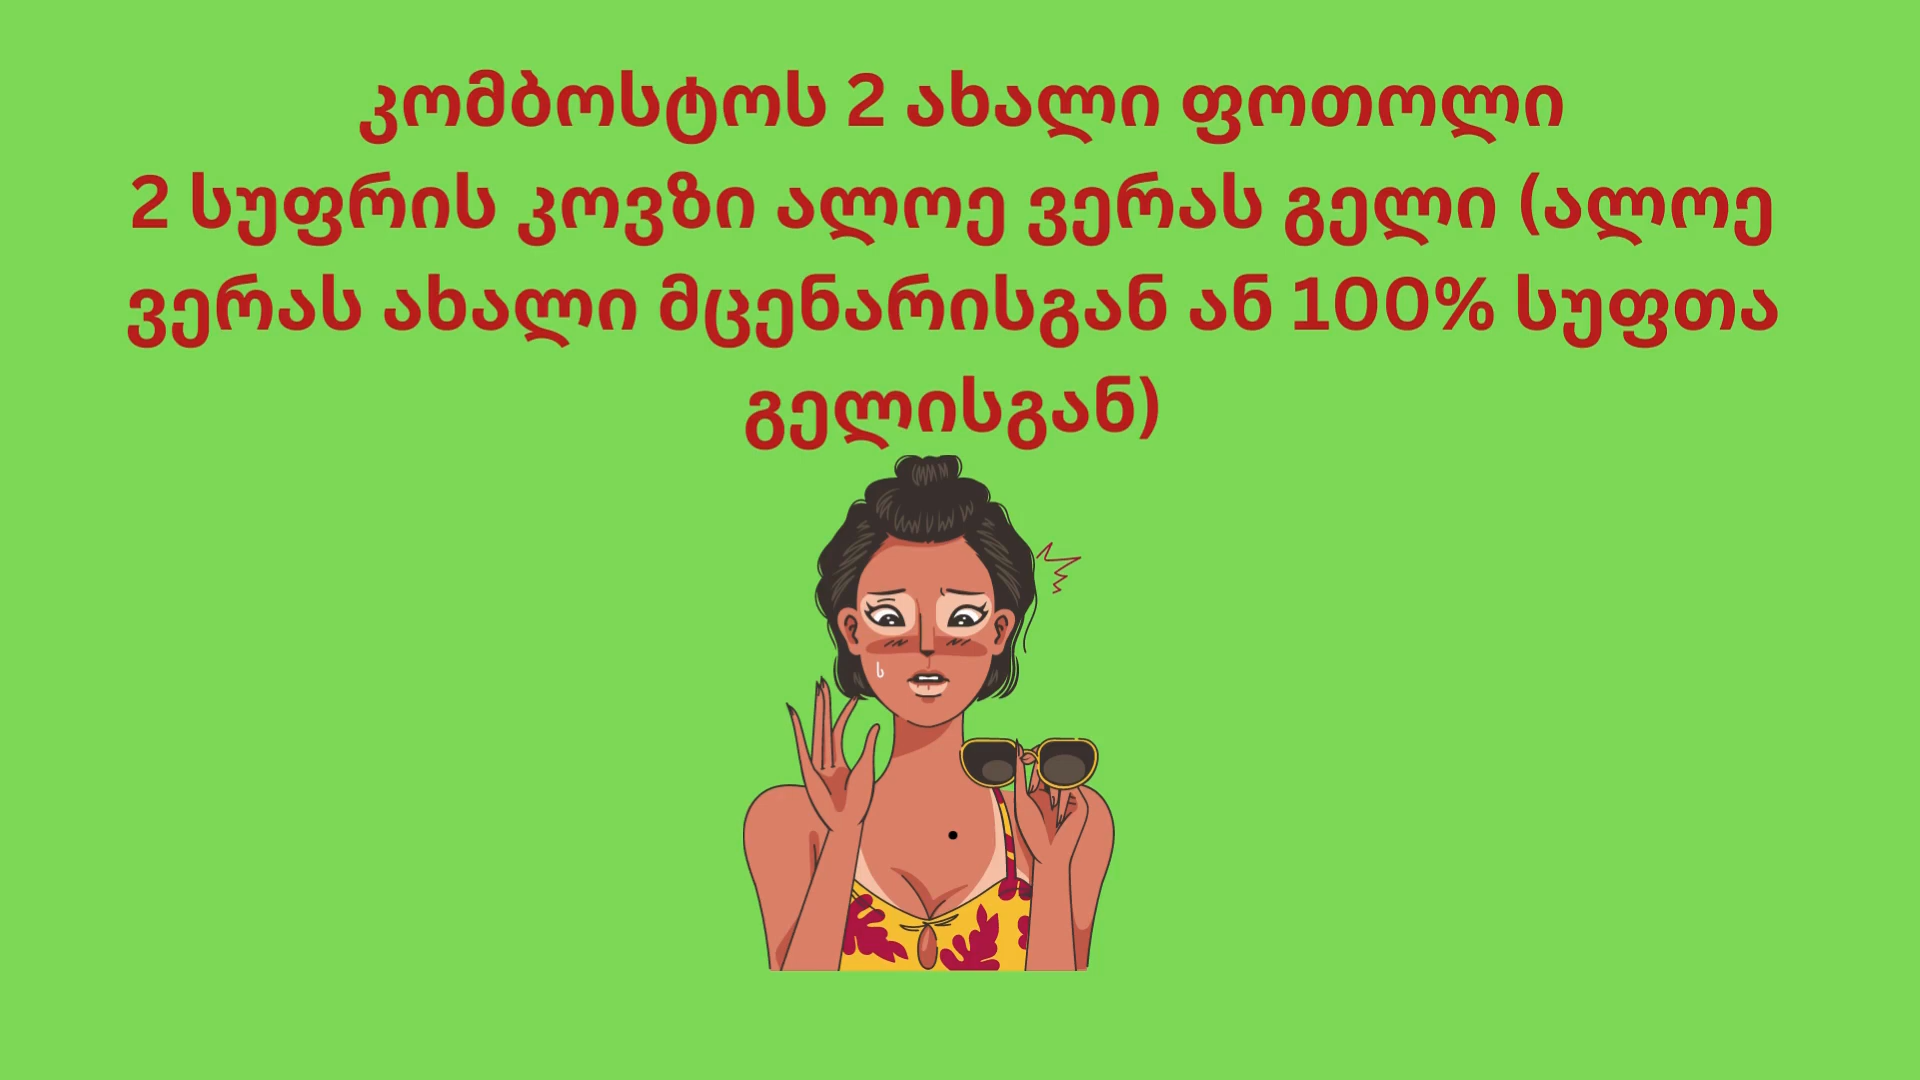 კომბოსტოს 2 ახალი ფოთოლი
2 სუფრის კოვზი ალოე ვერას გელი (ალოე
ვერას ახალი მცენარისგან ან 100% სუფთა
გელისგან)